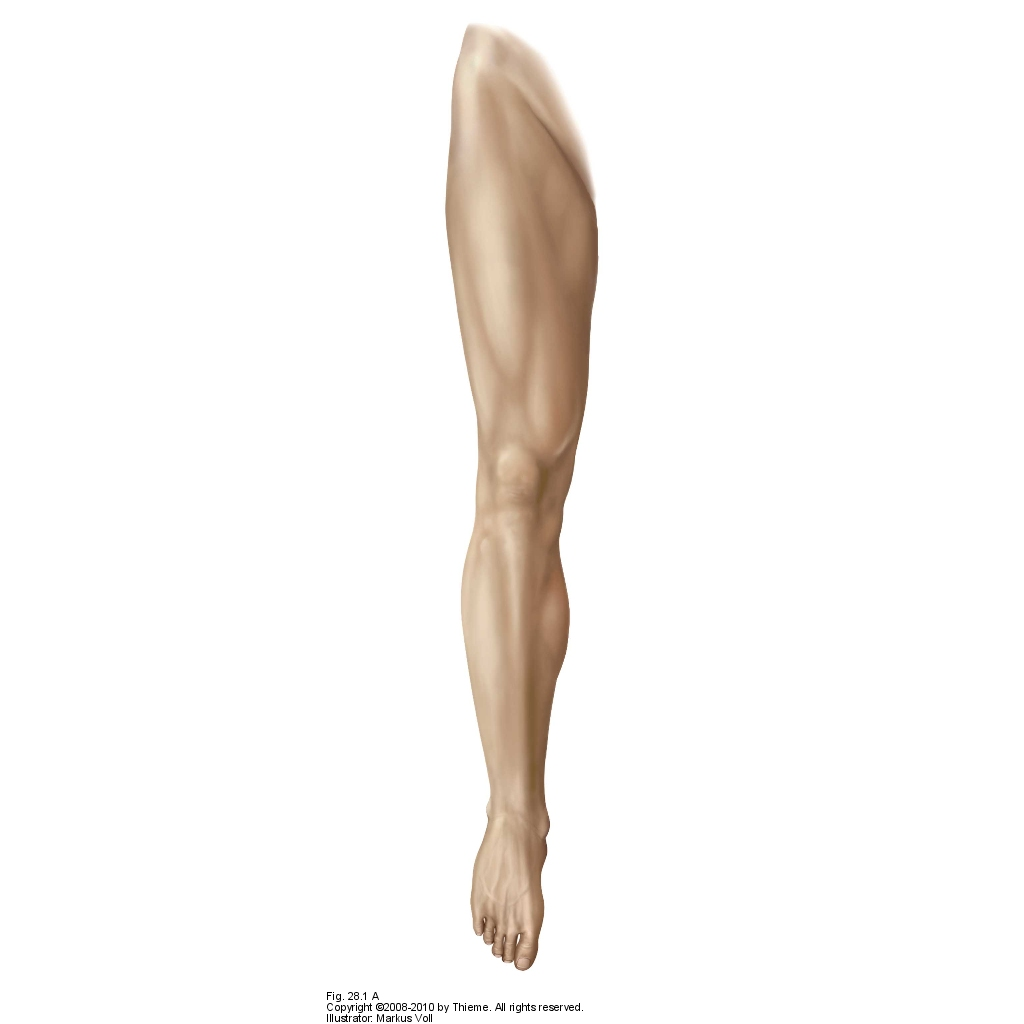 Fig. 28.1 A
Copyright ©2008-2010 by Thieme. All rights reserved.
Illustrator: Markus Voll